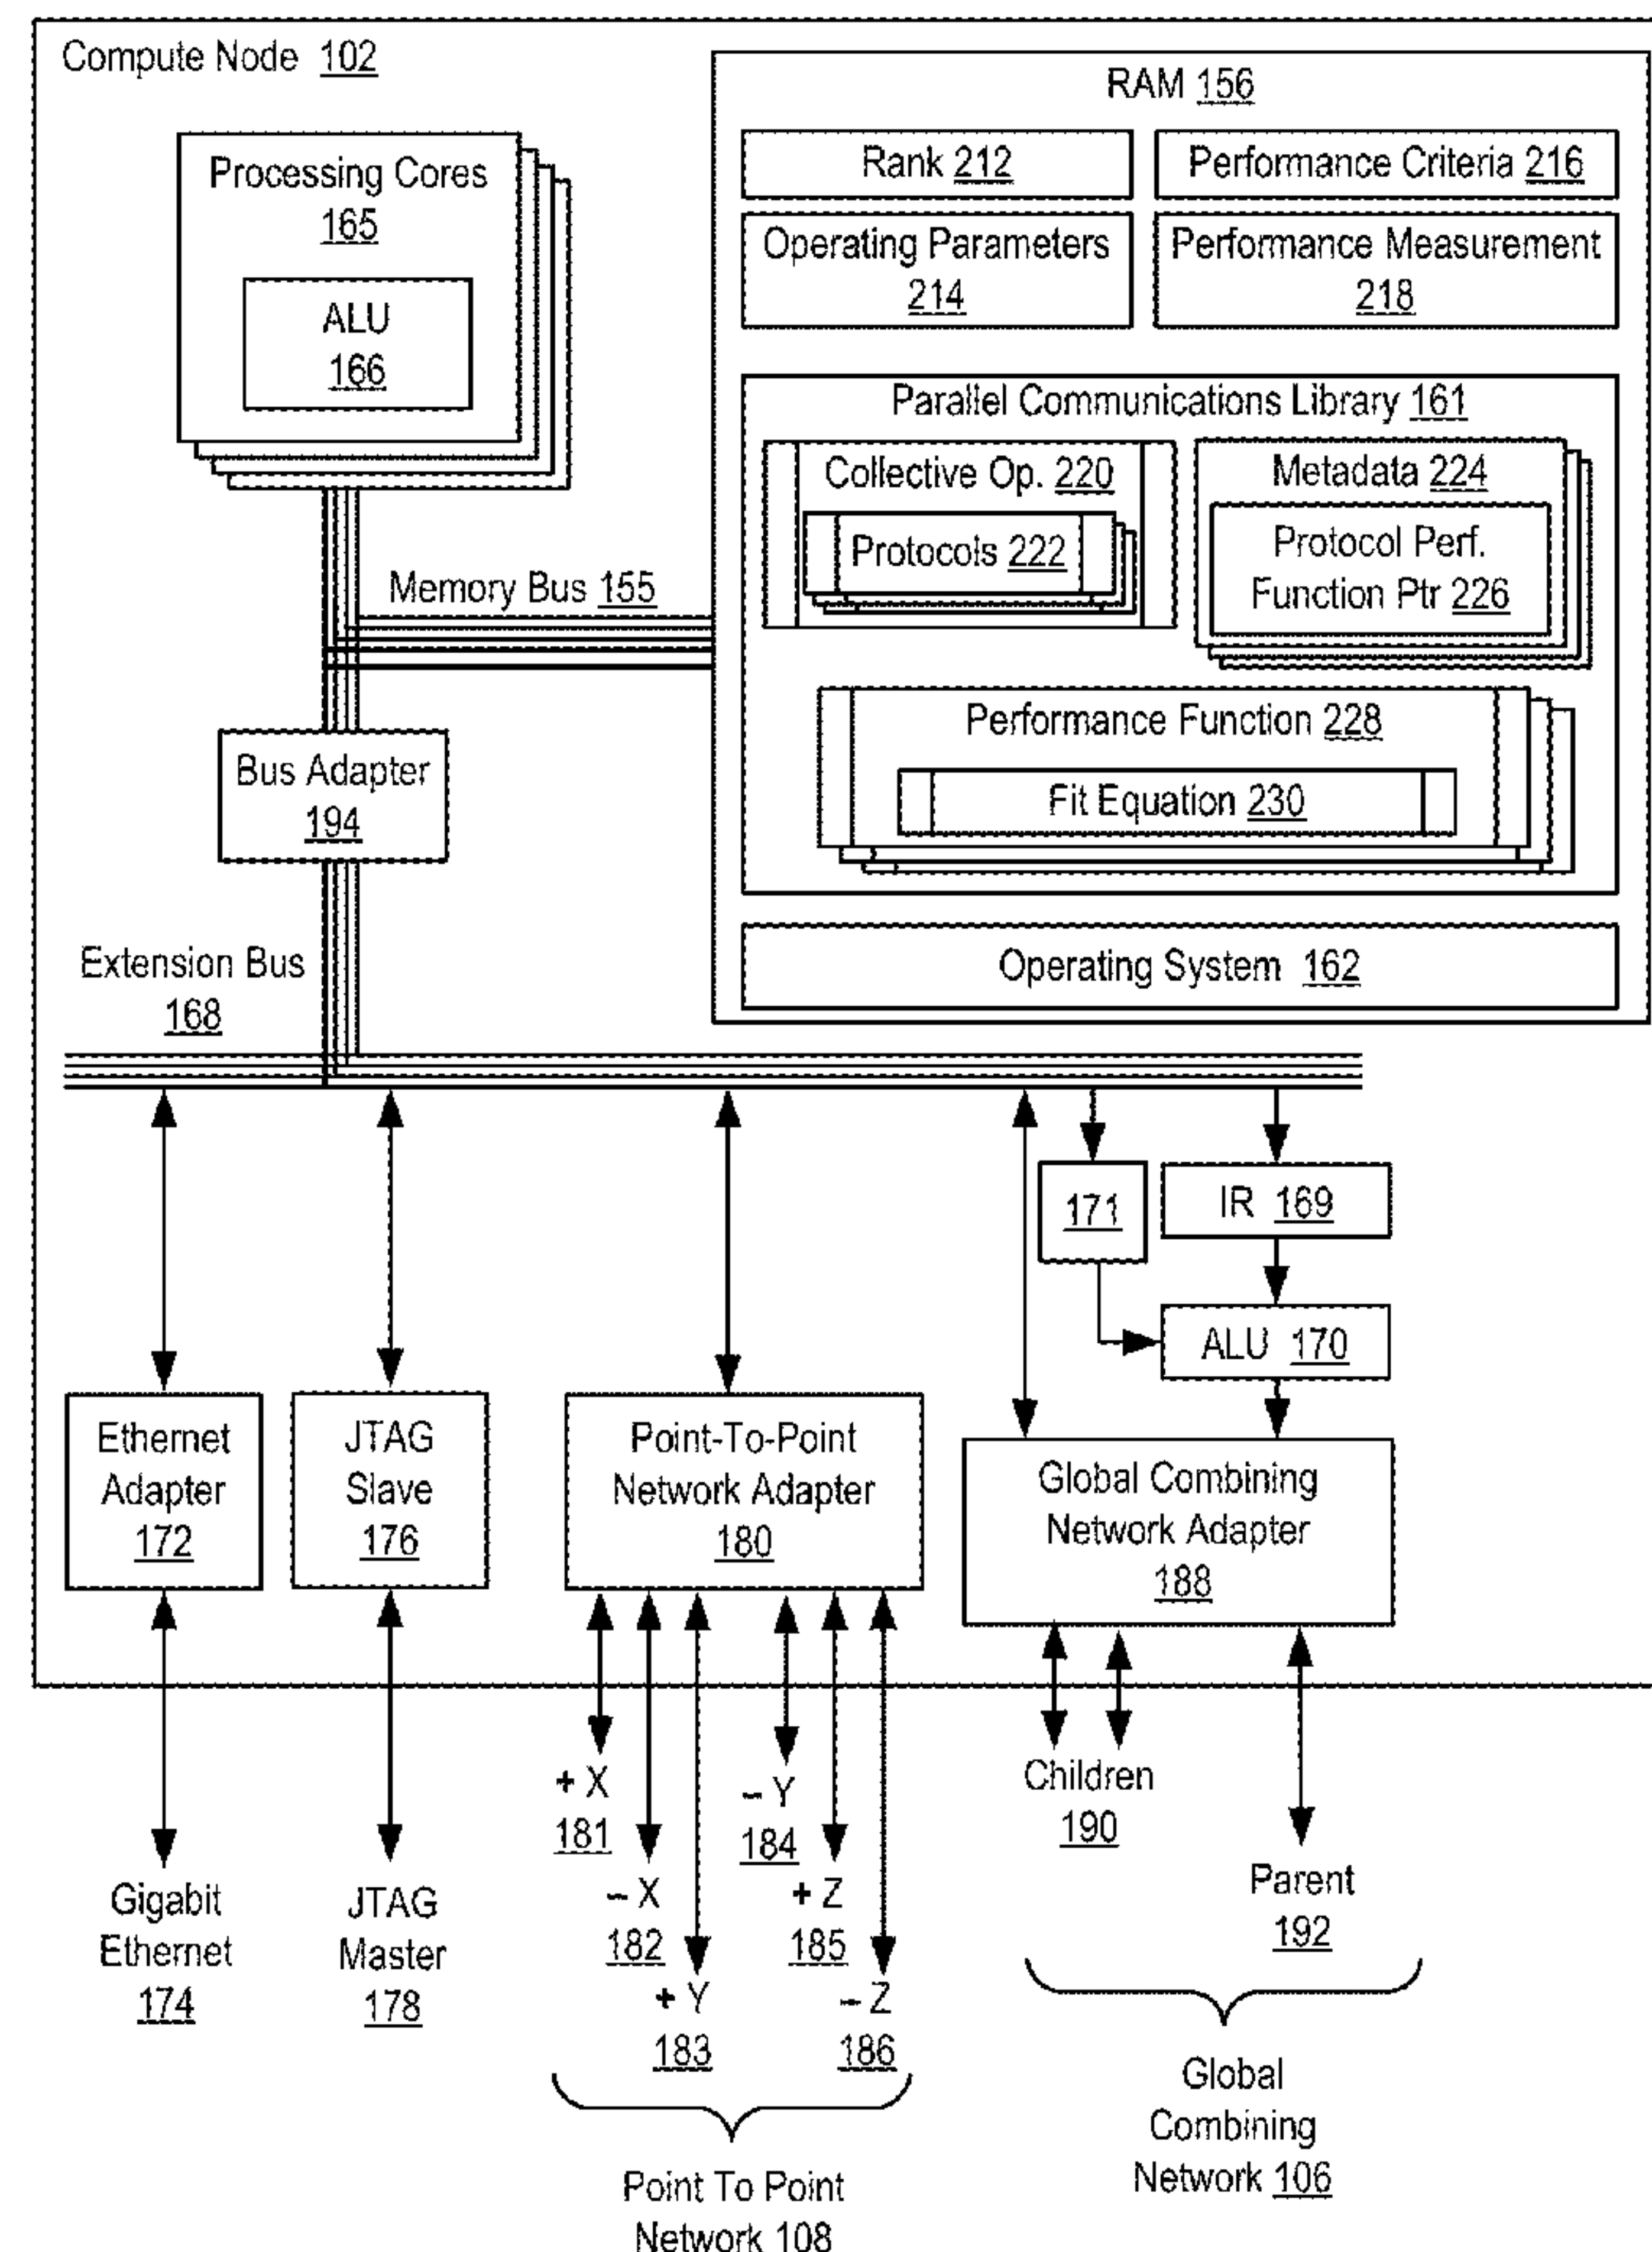 Compute Node 102
RAM 156
Processing Cores
165
ALU
166
Rank 212
Performance Criteria 216
Operating Parameters
214
Performance Measurement
218
Parallel Communications Library 161
Collective Op. 220
Protocols 222
Metadata 224
Protocol Perf.
Function Ptr 226
Memory Bus 155
Performance Function 228
Fit Equation 230
Bus Adapter
194
Operating System 162
Extension Bus
168
171
IR 169
ALU 170
Ethernet
Adapter
172
JTAG
Slave
176
Point-To-Point
Network Adapter
180
Global Combining
Network Adapter
188
+ X
181
- X
182
+ Y
183
- Y
184
+ Z
185
- Z
186
Children
190
Parent
192
Gigabit
Ethernet
174
JTAG
Master
178
Point To Point
Network 108
Global
Combining
Network 106